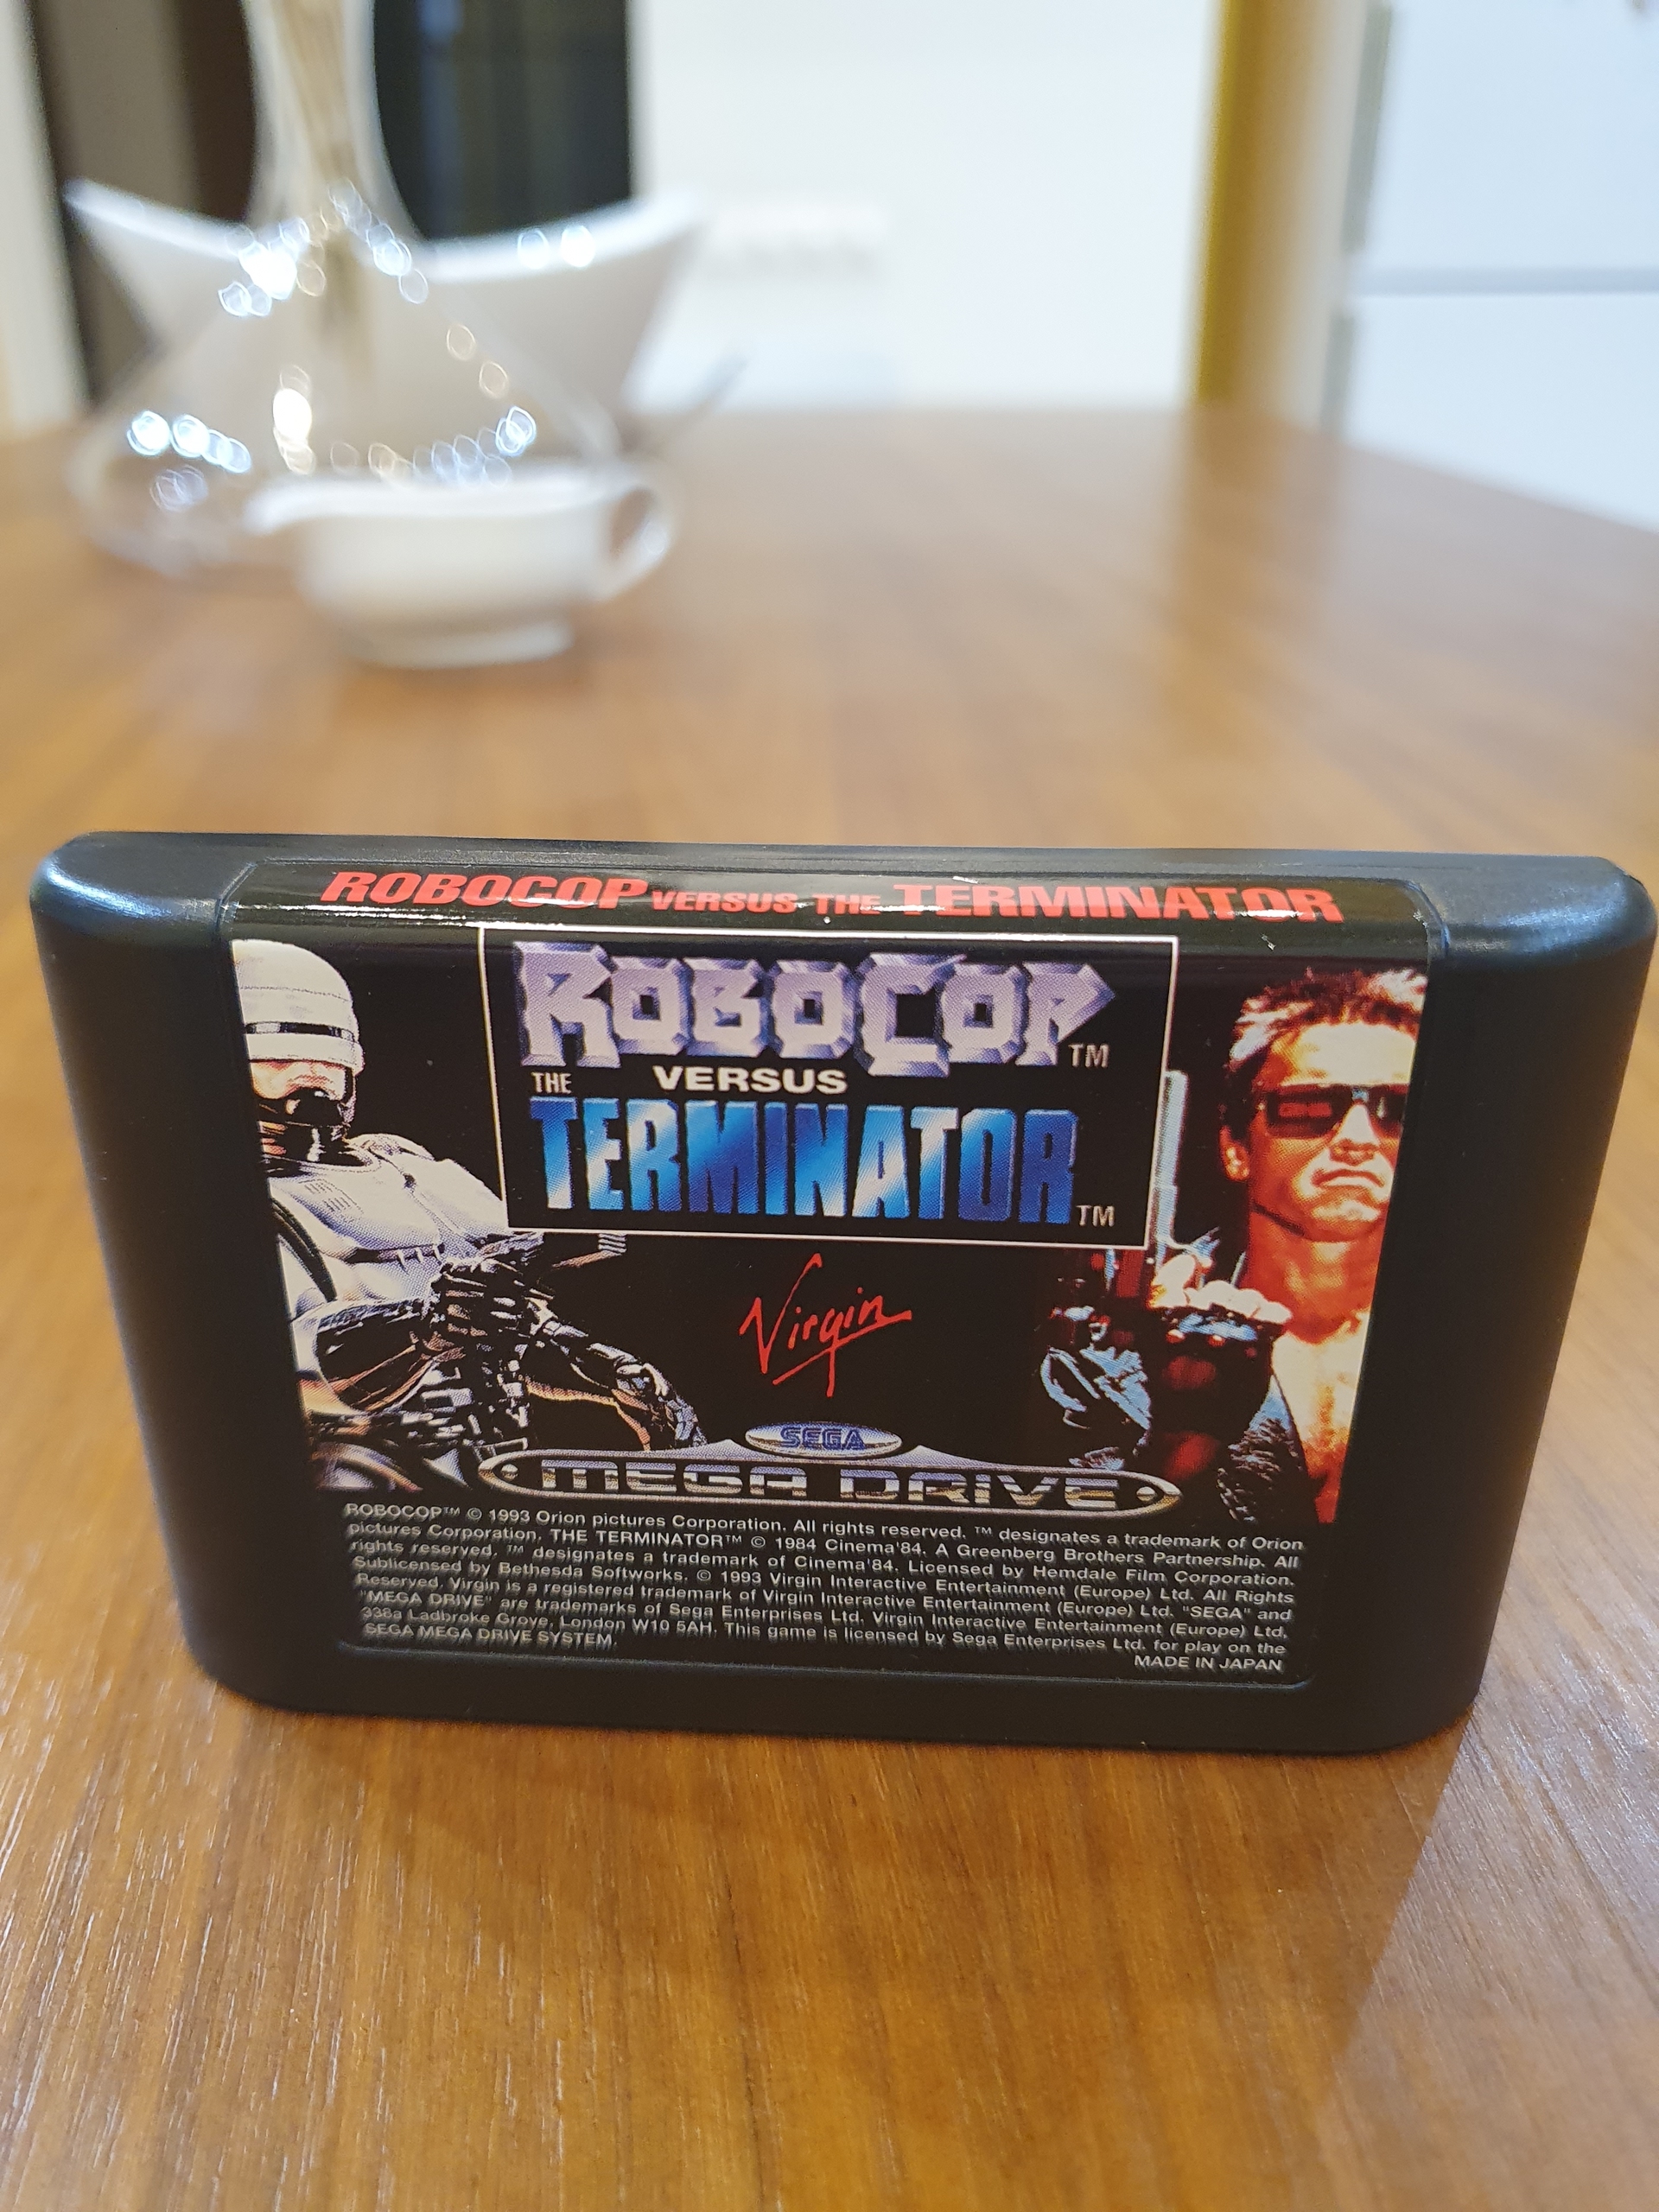 ROBOCOP VERSUS THE TERMINATOR
ROBOCOP™
THE VERSUS
TERMINATOR™
Virgin
SEGA
MEGA DRIVE
ROBOCOP™ © 1993 Orion pictures Corporation. All rights reserved. ™ designates a trademark of Orion
pictures Corporation. THE TERMINATOR™ © 1984 Cinema'84. A Greenberg Brothers Partnership. All
rights reserved. ™ designates a trademark of Cinema'84. Licensed by Hemdale Film Corporation.
Sublicensed by Bethesda Softworks. © 1993 Virgin Interactive Entertainment (Europe) Ltd. All Rights
Reserved. Virgin is a registered trademark of Virgin Interactive Entertainment (Europe) Ltd. "SEGA" and
"MEGA DRIVE" are trademarks of Sega Enterprises Ltd. Virgin Interactive Entertainment (Europe) Ltd,
338a Ladbroke Grove, London W10 5AH. This game is licensed by Sega Enterprises Ltd. for play on the
SEGA MEGA DRIVE SYSTEM.
MADE IN JAPAN